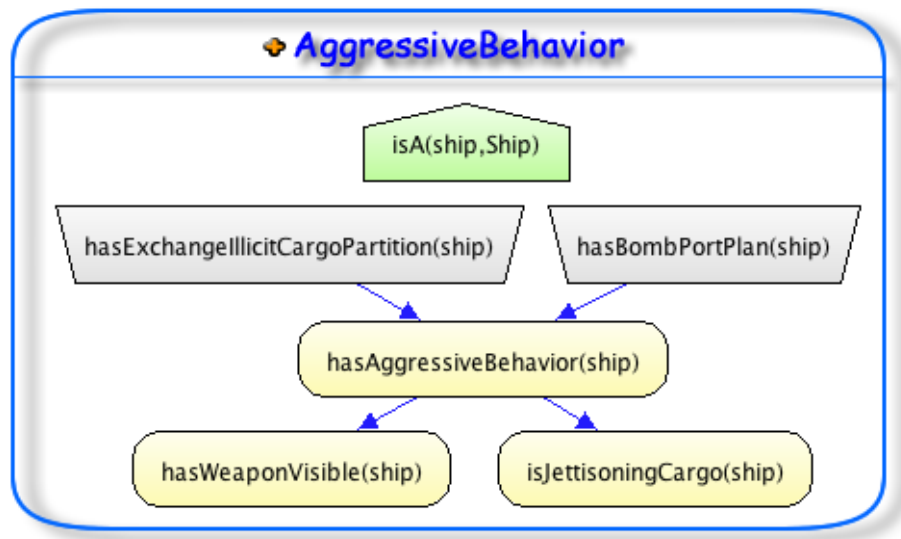 AggressiveBehavior
isA(ship,Ship)
hasExchangeIllicitCargoPartition(ship)
hasBombPortPlan(ship)
hasAggressiveBehavior(ship)
hasWeaponVisible(ship)
isJettisoningCargo(ship)